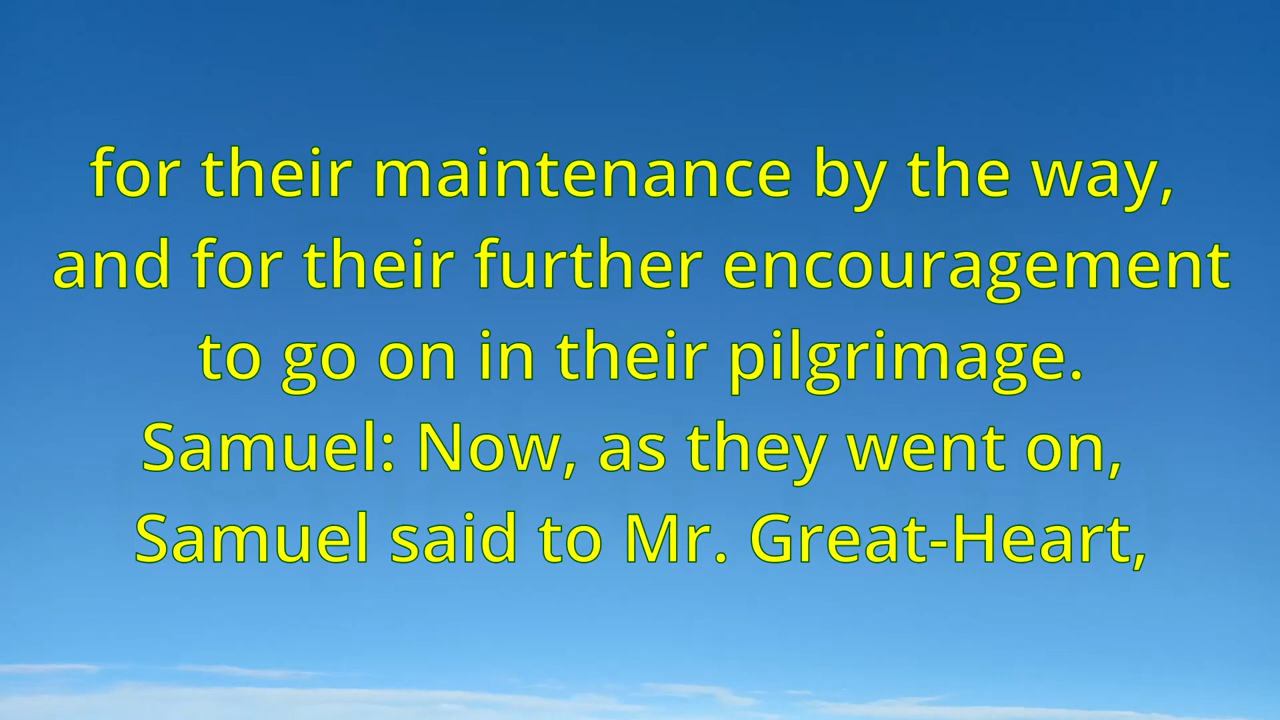 for their maintenance by the way,
and for their further encouragement
to go on in their pilgrimage.
Samuel: Now, as they went on,
Samuel said to Mr. Great-Heart,